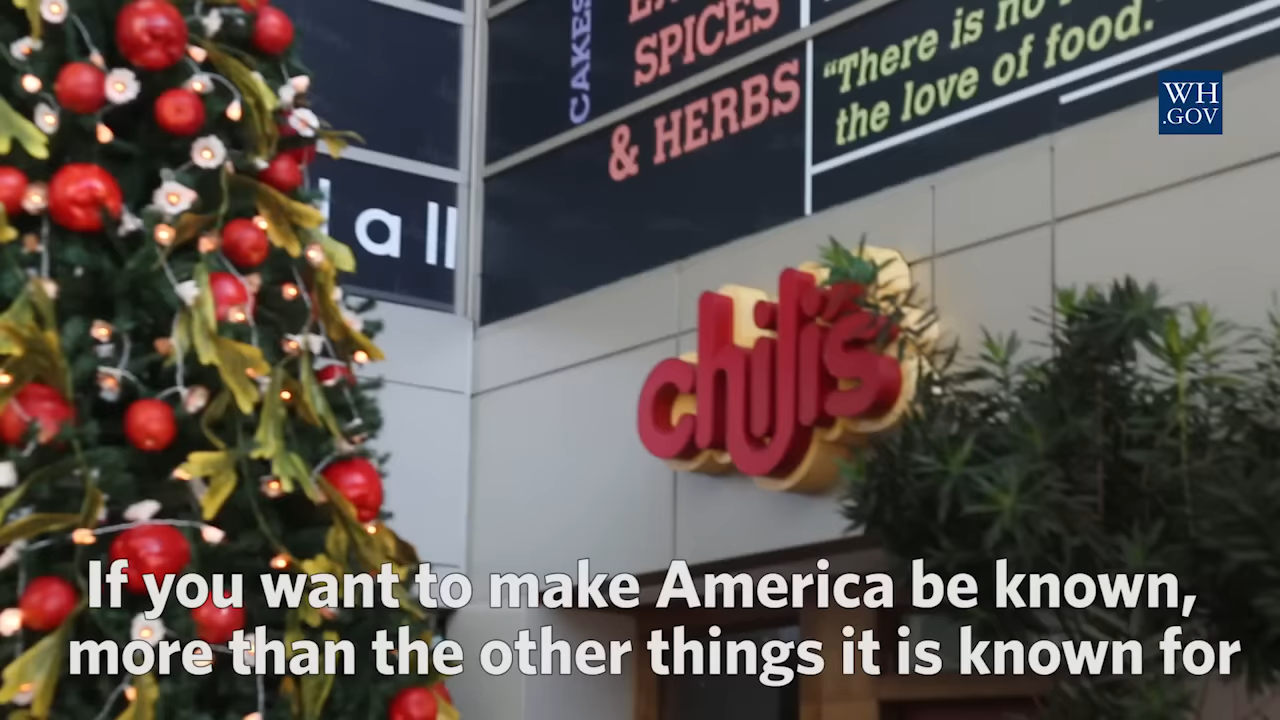 CAKES
SPICES
& HERBS
"There is no
the love of food."
WH
.GOV
all
chili's
If you want to make America be known,
more than the other things it is known for